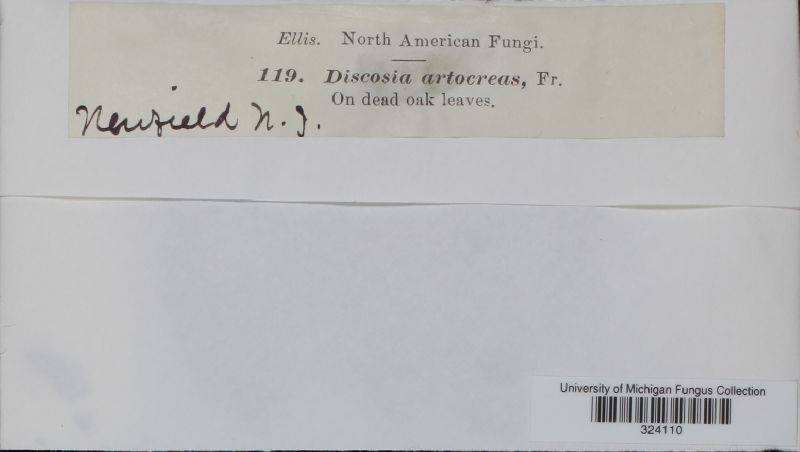 Ellis. North American Fungi.
119. Discosia artocreas, Fr.
On dead oak leaves.
Newfield N. J.
University of Michigan Fungus Collection
324110